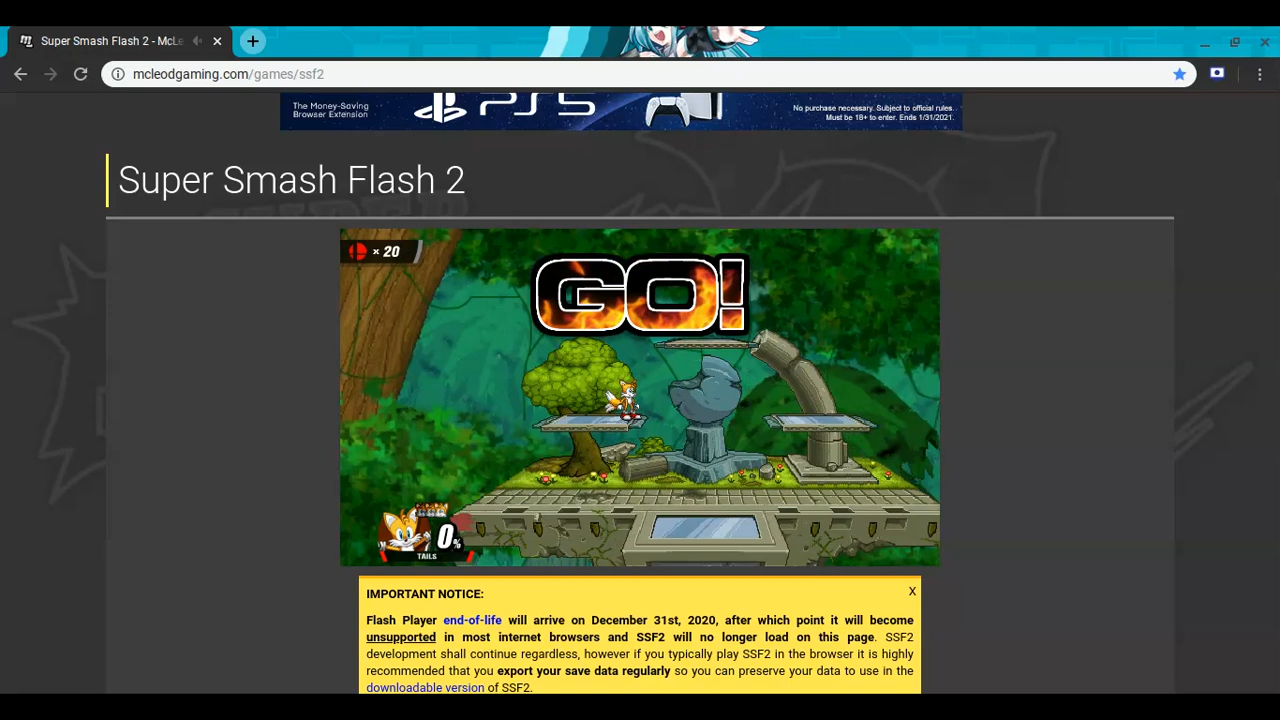 Super Smash Flash 2 - McLe
mcleodgaming.com/games/ssf2
The Money-Saving
Browser Extension
PS5
No purchase necessary. Subject to official rules.
Must be 18+ to enter. Ends 1/31/2021.
Super Smash Flash 2
× 20
GO!
0%
TAILS
IMPORTANT NOTICE:
X
Flash Player end-of-life will arrive on December 31st, 2020, after which point it will become
unsupported in most internet browsers and SSF2 will no longer load on this page. SSF2
development shall continue regardless, however if you typically play SSF2 in the browser it is highly
recommended that you export your save data regularly so you can preserve your data to use in the
downloadable version of SSF2.